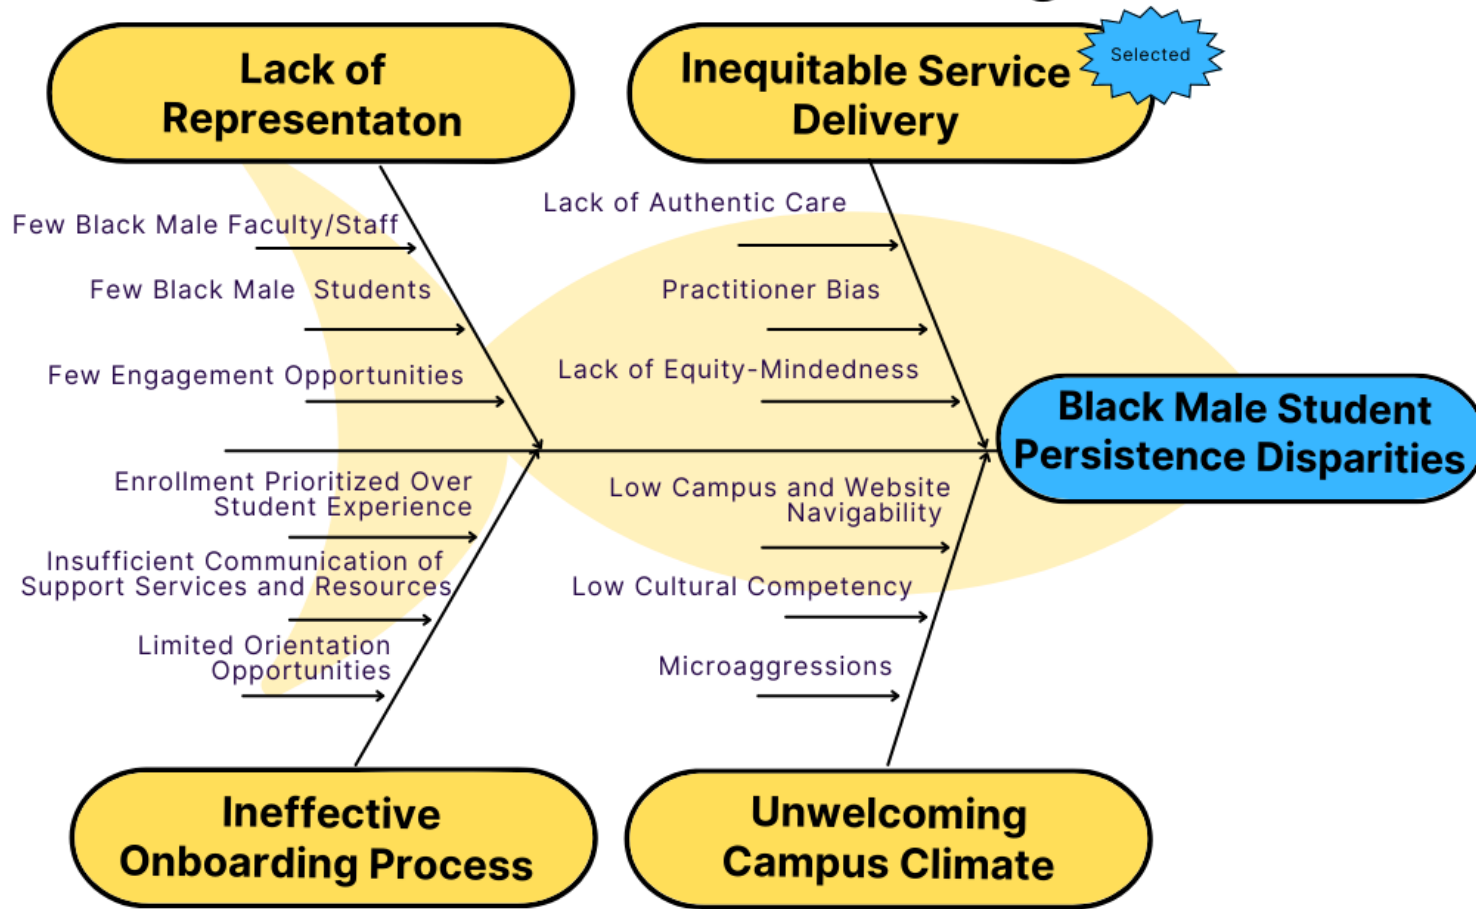 Lack of
Representaton
Inequitable Service
Delivery
Selected
Few Black Male Faculty/Staff
Few Black Male Students
Few Engagement Opportunities
Lack of Authentic Care
Practitioner Bias
Lack of Equity-Mindedness
Black Male Student
Persistence Disparities
Enrollment Prioritized Over
Student Experience
Insufficient Communication of
Support Services and Resources
Limited Orientation
Opportunities
Low Campus and Website
Navigability
Low Cultural Competency
Microaggressions
Ineffective
Onboarding Process
Unwelcoming
Campus Climate